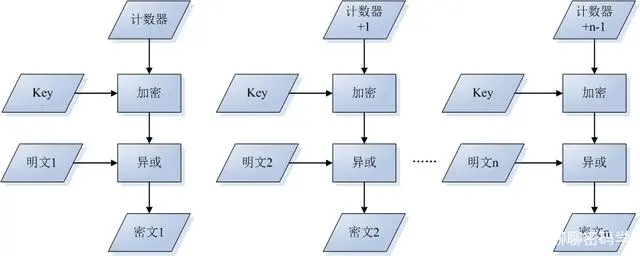 计数器
计数器
+1
计数器
+n-1
Key
加密
Key
加密
Key
加密
明文1
异或
明文2
异或
……
明文n
异或
密文1
密文2
密文n
聊聊密码学